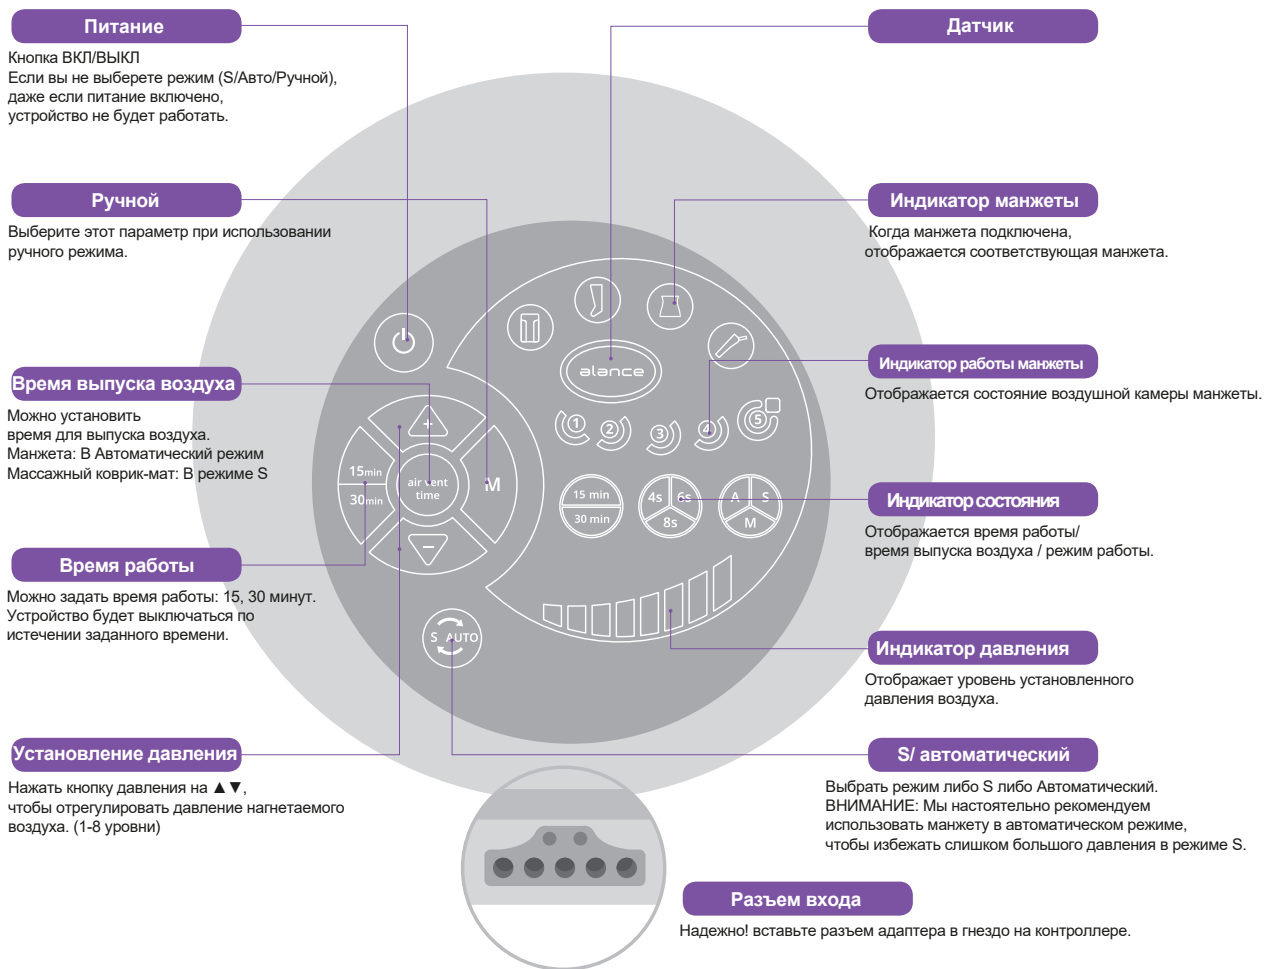 Питание
Кнопка ВКЛ/ВЫКЛ
Если вы не выберете режим (S/Авто/Ручной),
даже если питание включено,
устройство не будет работать.
Ручной
Выберите этот параметр при использовании
ручного режима.
Время выпуска воздуха
Можно установить
время для выпуска воздуха.
Манжета: В Автоматический режим
Массажный коврик-мат: В режиме S
Время работы
Можно задать время работы: 15, 30 минут.
Устройство будет выключаться по
истечении заданного времени.
Установление давления
Нажать кнопку давления на ▲▼,
чтобы отрегулировать давление нагнетаемого
воздуха. (1-8 уровни)
+
15min
30min
air vent
time
M
−
S AUTO
alance
1 2 3 4 5
15 min
30 min
4s 6s
8s
A S
M
Датчик
Индикатор манжеты
Когда манжета подключена,
отображается соответствующая манжета.
Индикатор работы манжеты
Отображается состояние воздушной камеры манжеты.
Индикатор состояния
Отображается время работы/
время выпуска воздуха / режим работы.
Индикатор давления
Отображает уровень установленного
давления воздуха.
S/ автоматический
Выбрать режим либо S либо Автоматический.
ВНИМАНИЕ: Мы настоятельно рекомендуем
использовать манжету в автоматическом режиме,
чтобы избежать слишком большого давления в режиме S.
Разъем входа
Надежно! вставьте разъем адаптера в гнездо на контроллере.